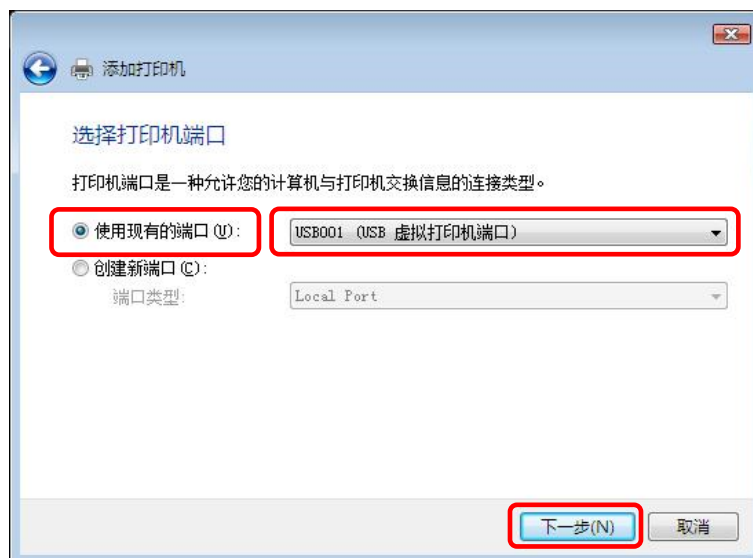 添加打印机
选择打印机端口
打印机端口是一种允许您的计算机与打印机交换信息的连接类型。
使用现有的端口(U): USB001 (USB 虚拟打印机端口)
创建新端口(C):
端口类型: Local Port
下一步(N) 取消